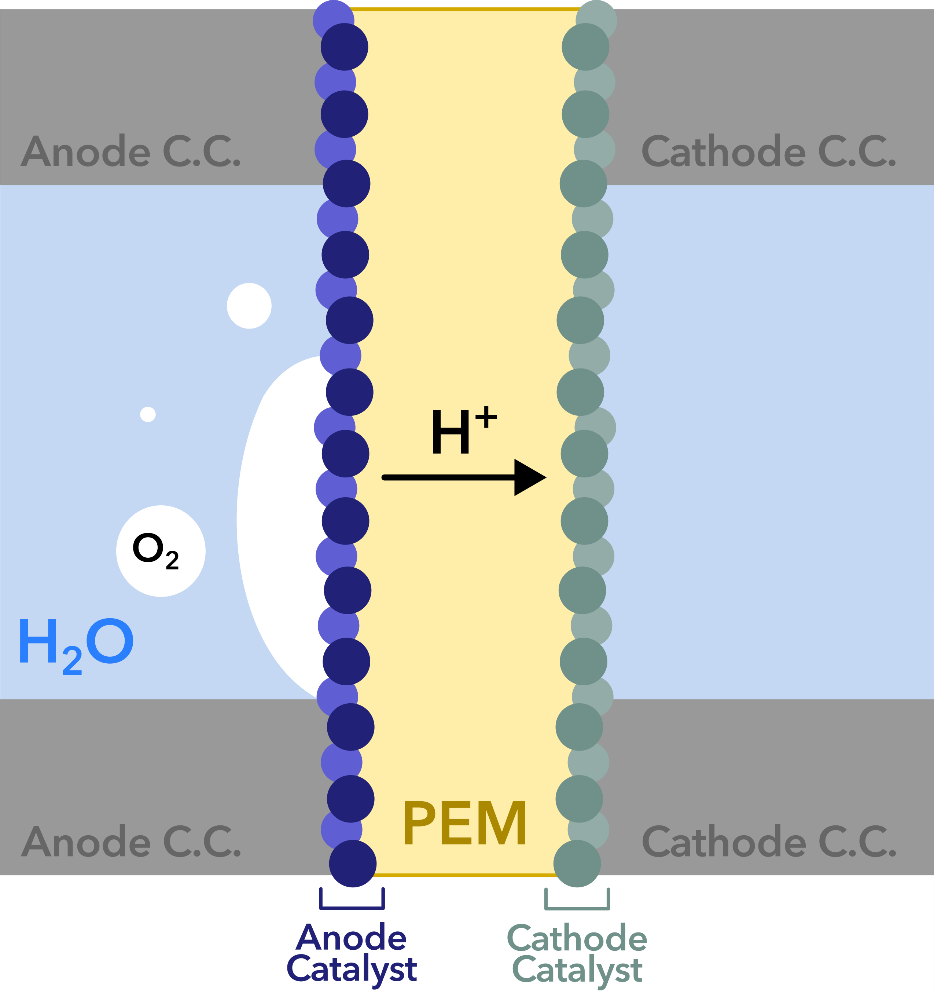 Anode C.C.
Cathode C.C.
H⁺
O₂
H₂O
PEM
Anode C.C.
Cathode C.C.
Anode
Catalyst
Cathode
Catalyst